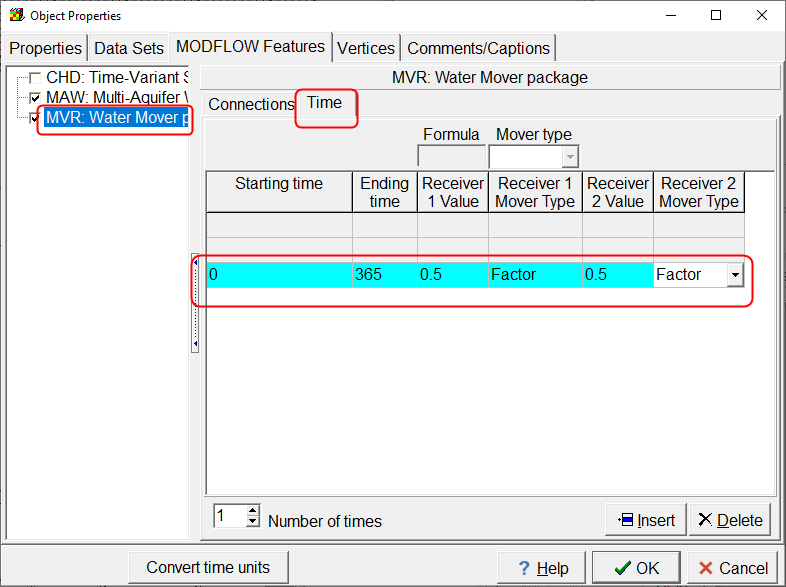 Object Properties
Properties
Data Sets
MODFLOW Features
Vertices
Comments/Captions
CHD: Time-Variant S
MAW: Multi-Aquifer W
MVR: Water Mover p
MVR: Water Mover package
Connections
Time
Formula
Mover type
Starting time
Ending
time
Receiver
1 Value
Receiver 1
Mover Type
Receiver
2 Value
Receiver 2
Mover Type
0
365
0.5
Factor
0.5
Factor
1
Number of times
Insert
Delete
Convert time units
? Help
OK
Cancel